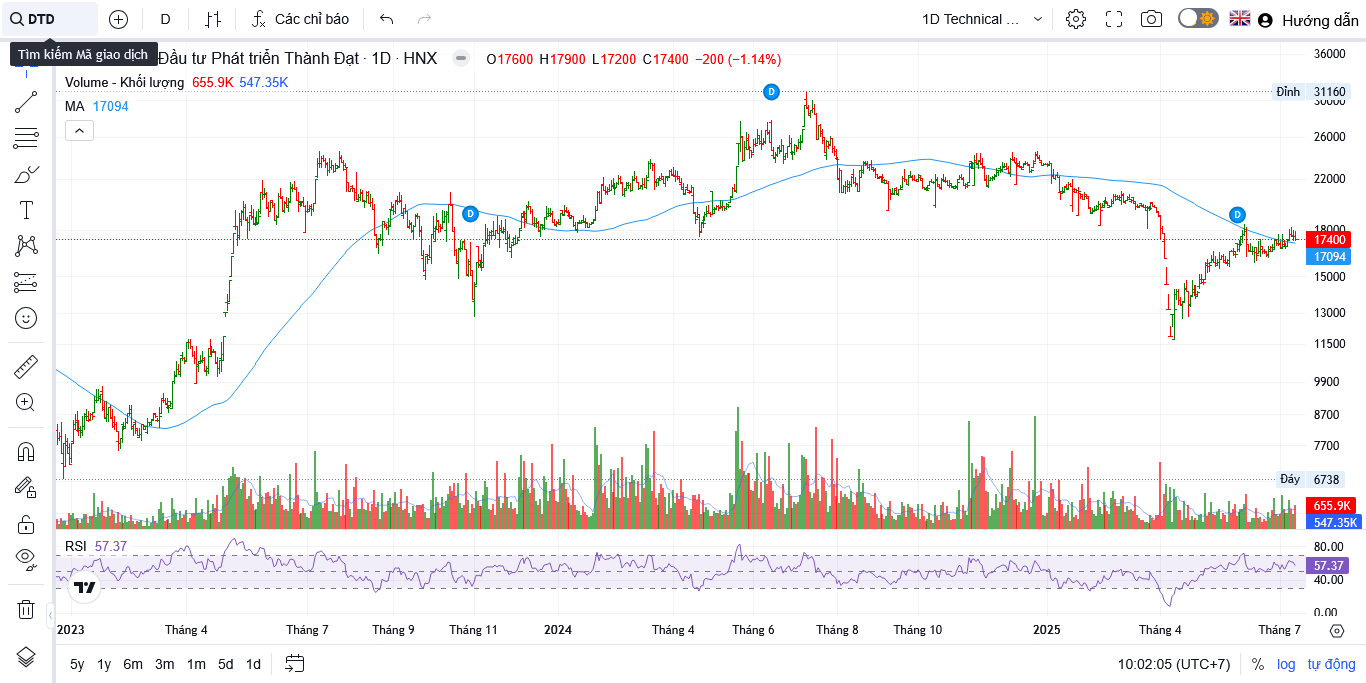 DTD D Các chỉ báo 1D Technical ... Hướng dẫn
Tìm kiếm Mã giao dịch
Đầu tư Phát triển Thành Đạt · 1D · HNX O17600 H17900 L17200 C17400 −200 (−1.14%)
Volume - Khối lượng 655.9K 547.35K
MA 17094
36000
Đỉnh 31160
30000
26000
22000
18000
17400
17094
15000
13000
11500
9900
8700
7700
Đáy 6738
655.9K
547.35K
D
D
D
RSI 57.37
80.00
57.37
40.00
0.00
2023 Tháng 4 Tháng 7 Tháng 9 Tháng 11 2024 Tháng 4 Tháng 6 Tháng 8 Tháng 10 2025 Tháng 4 Tháng 7
5y 1y 6m 3m 1m 5d 1d 10:02:05 (UTC+7) % log tự động